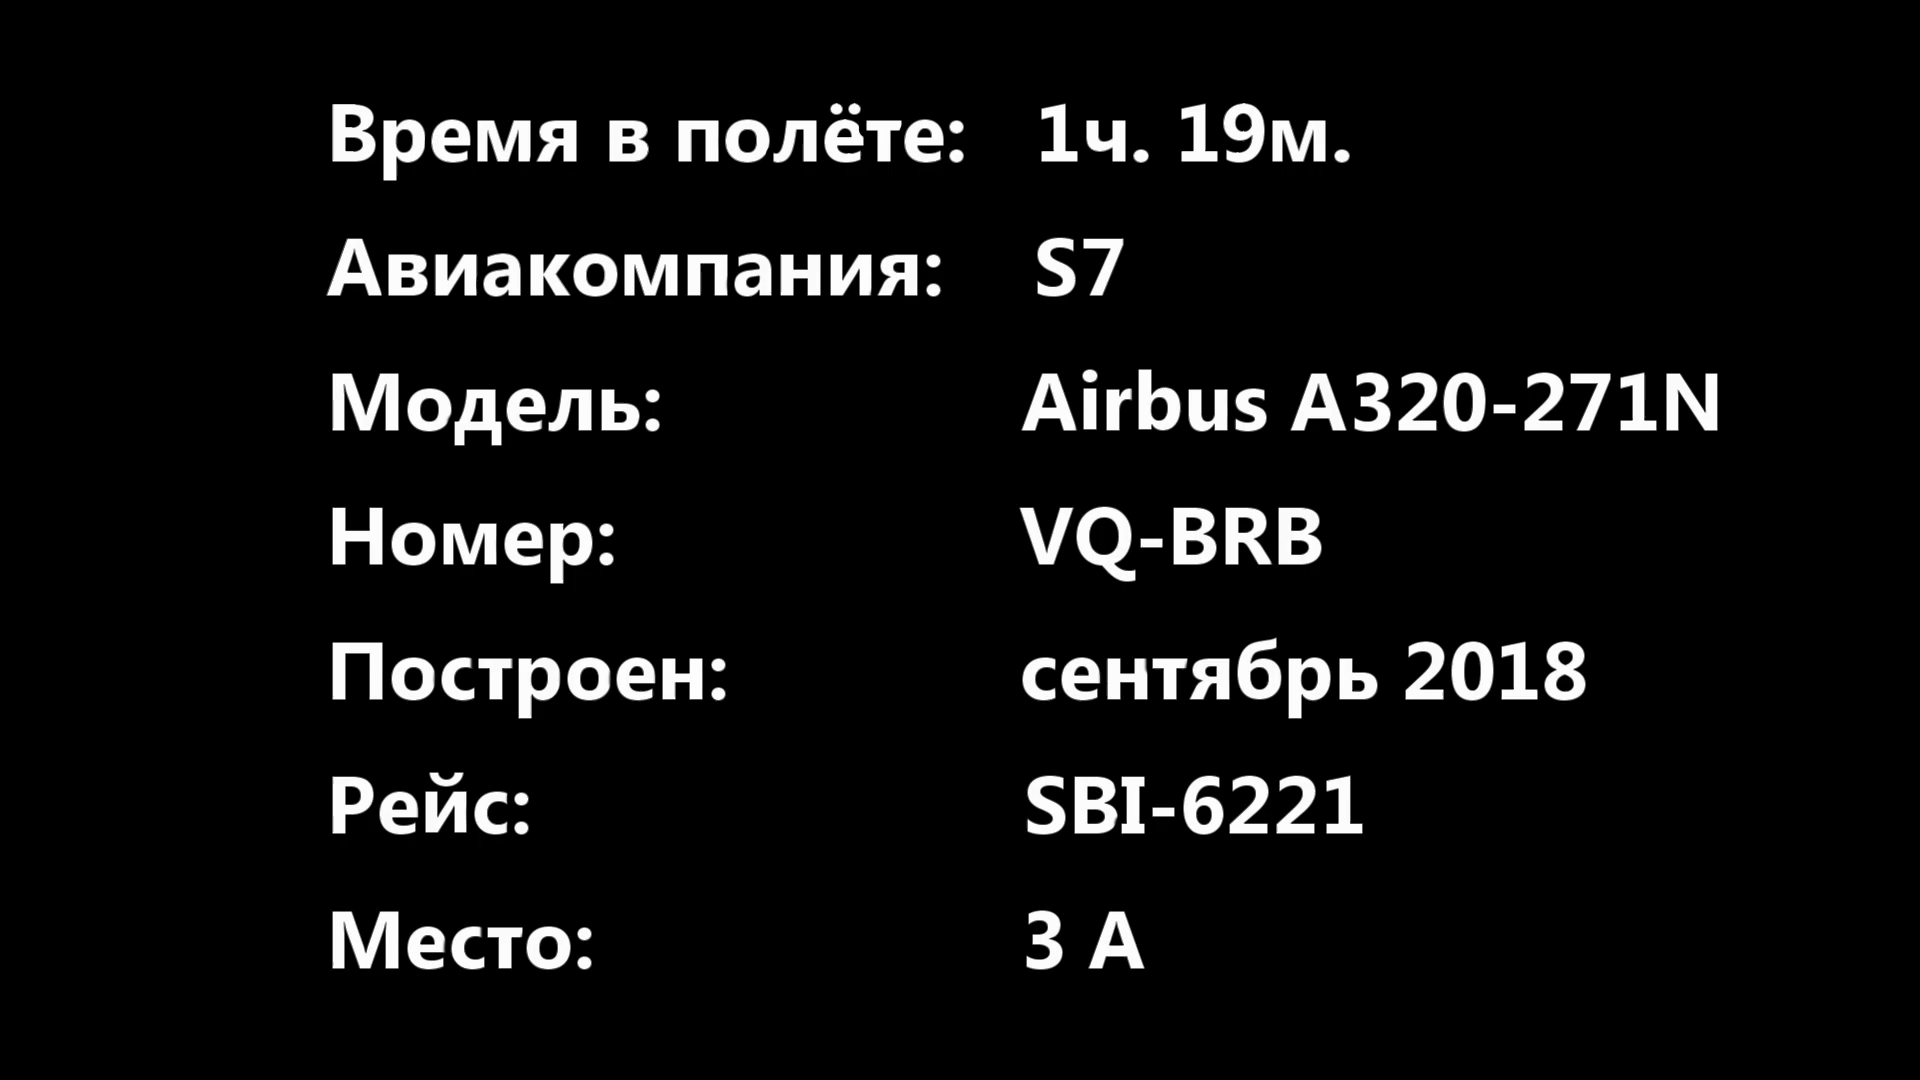 Время в полёте: 1ч. 19м.
Авиакомпания: S7
Модель: Airbus A320-271N
Номер: VQ-BRB
Построен: сентябрь 2018
Рейс: SBI-6221
Место: 3 A